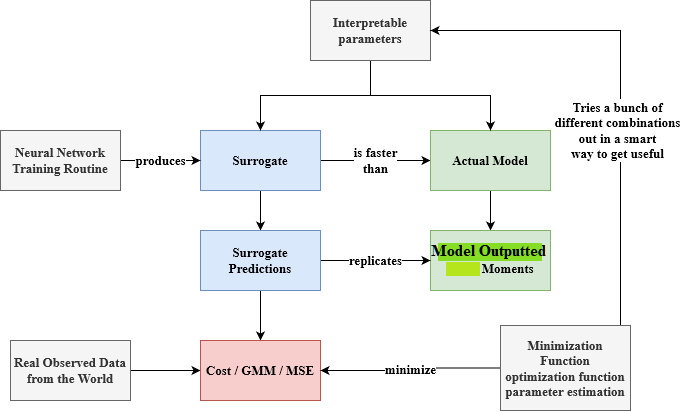 Interpretable
parameters
Tries a bunch of
different combinations
out in a smart
way to get useful
Neural Network
Training Routine
produces
Surrogate
is faster
than
Actual Model
Surrogate
Predictions
replicates
Model Outputted
Moments
Real Observed Data
from the World
Cost / GMM / MSE
minimize
Minimization
Function
optimization function
parameter estimation